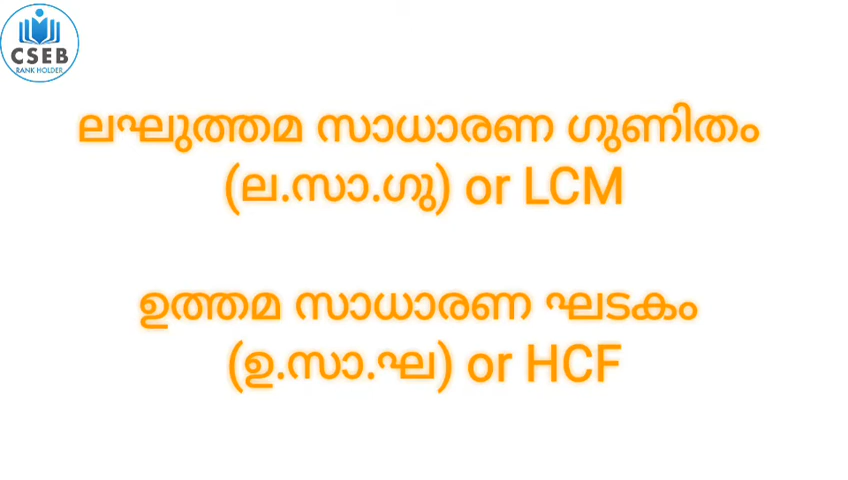 CSEB
RANK HOLDER
ലഘുത്തമ സാധാരണ ഗുണിതം
(ല.സാ.ഗു) or LCM
ഉത്തമ സാധാരണ ഘടകം
(ഉ.സാ.ഘ) or HCF